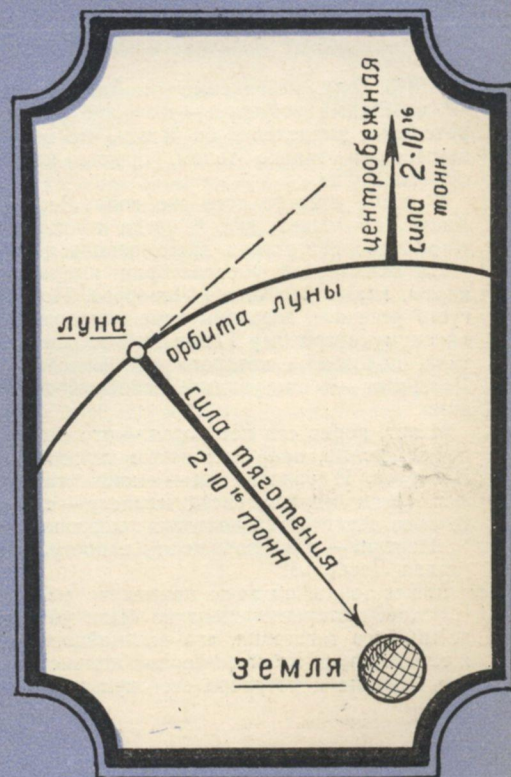 центробежная
сила 2·10¹⁶
тонн
луна
орбита луны
сила тяготения
2·10¹⁶ тонн
земля